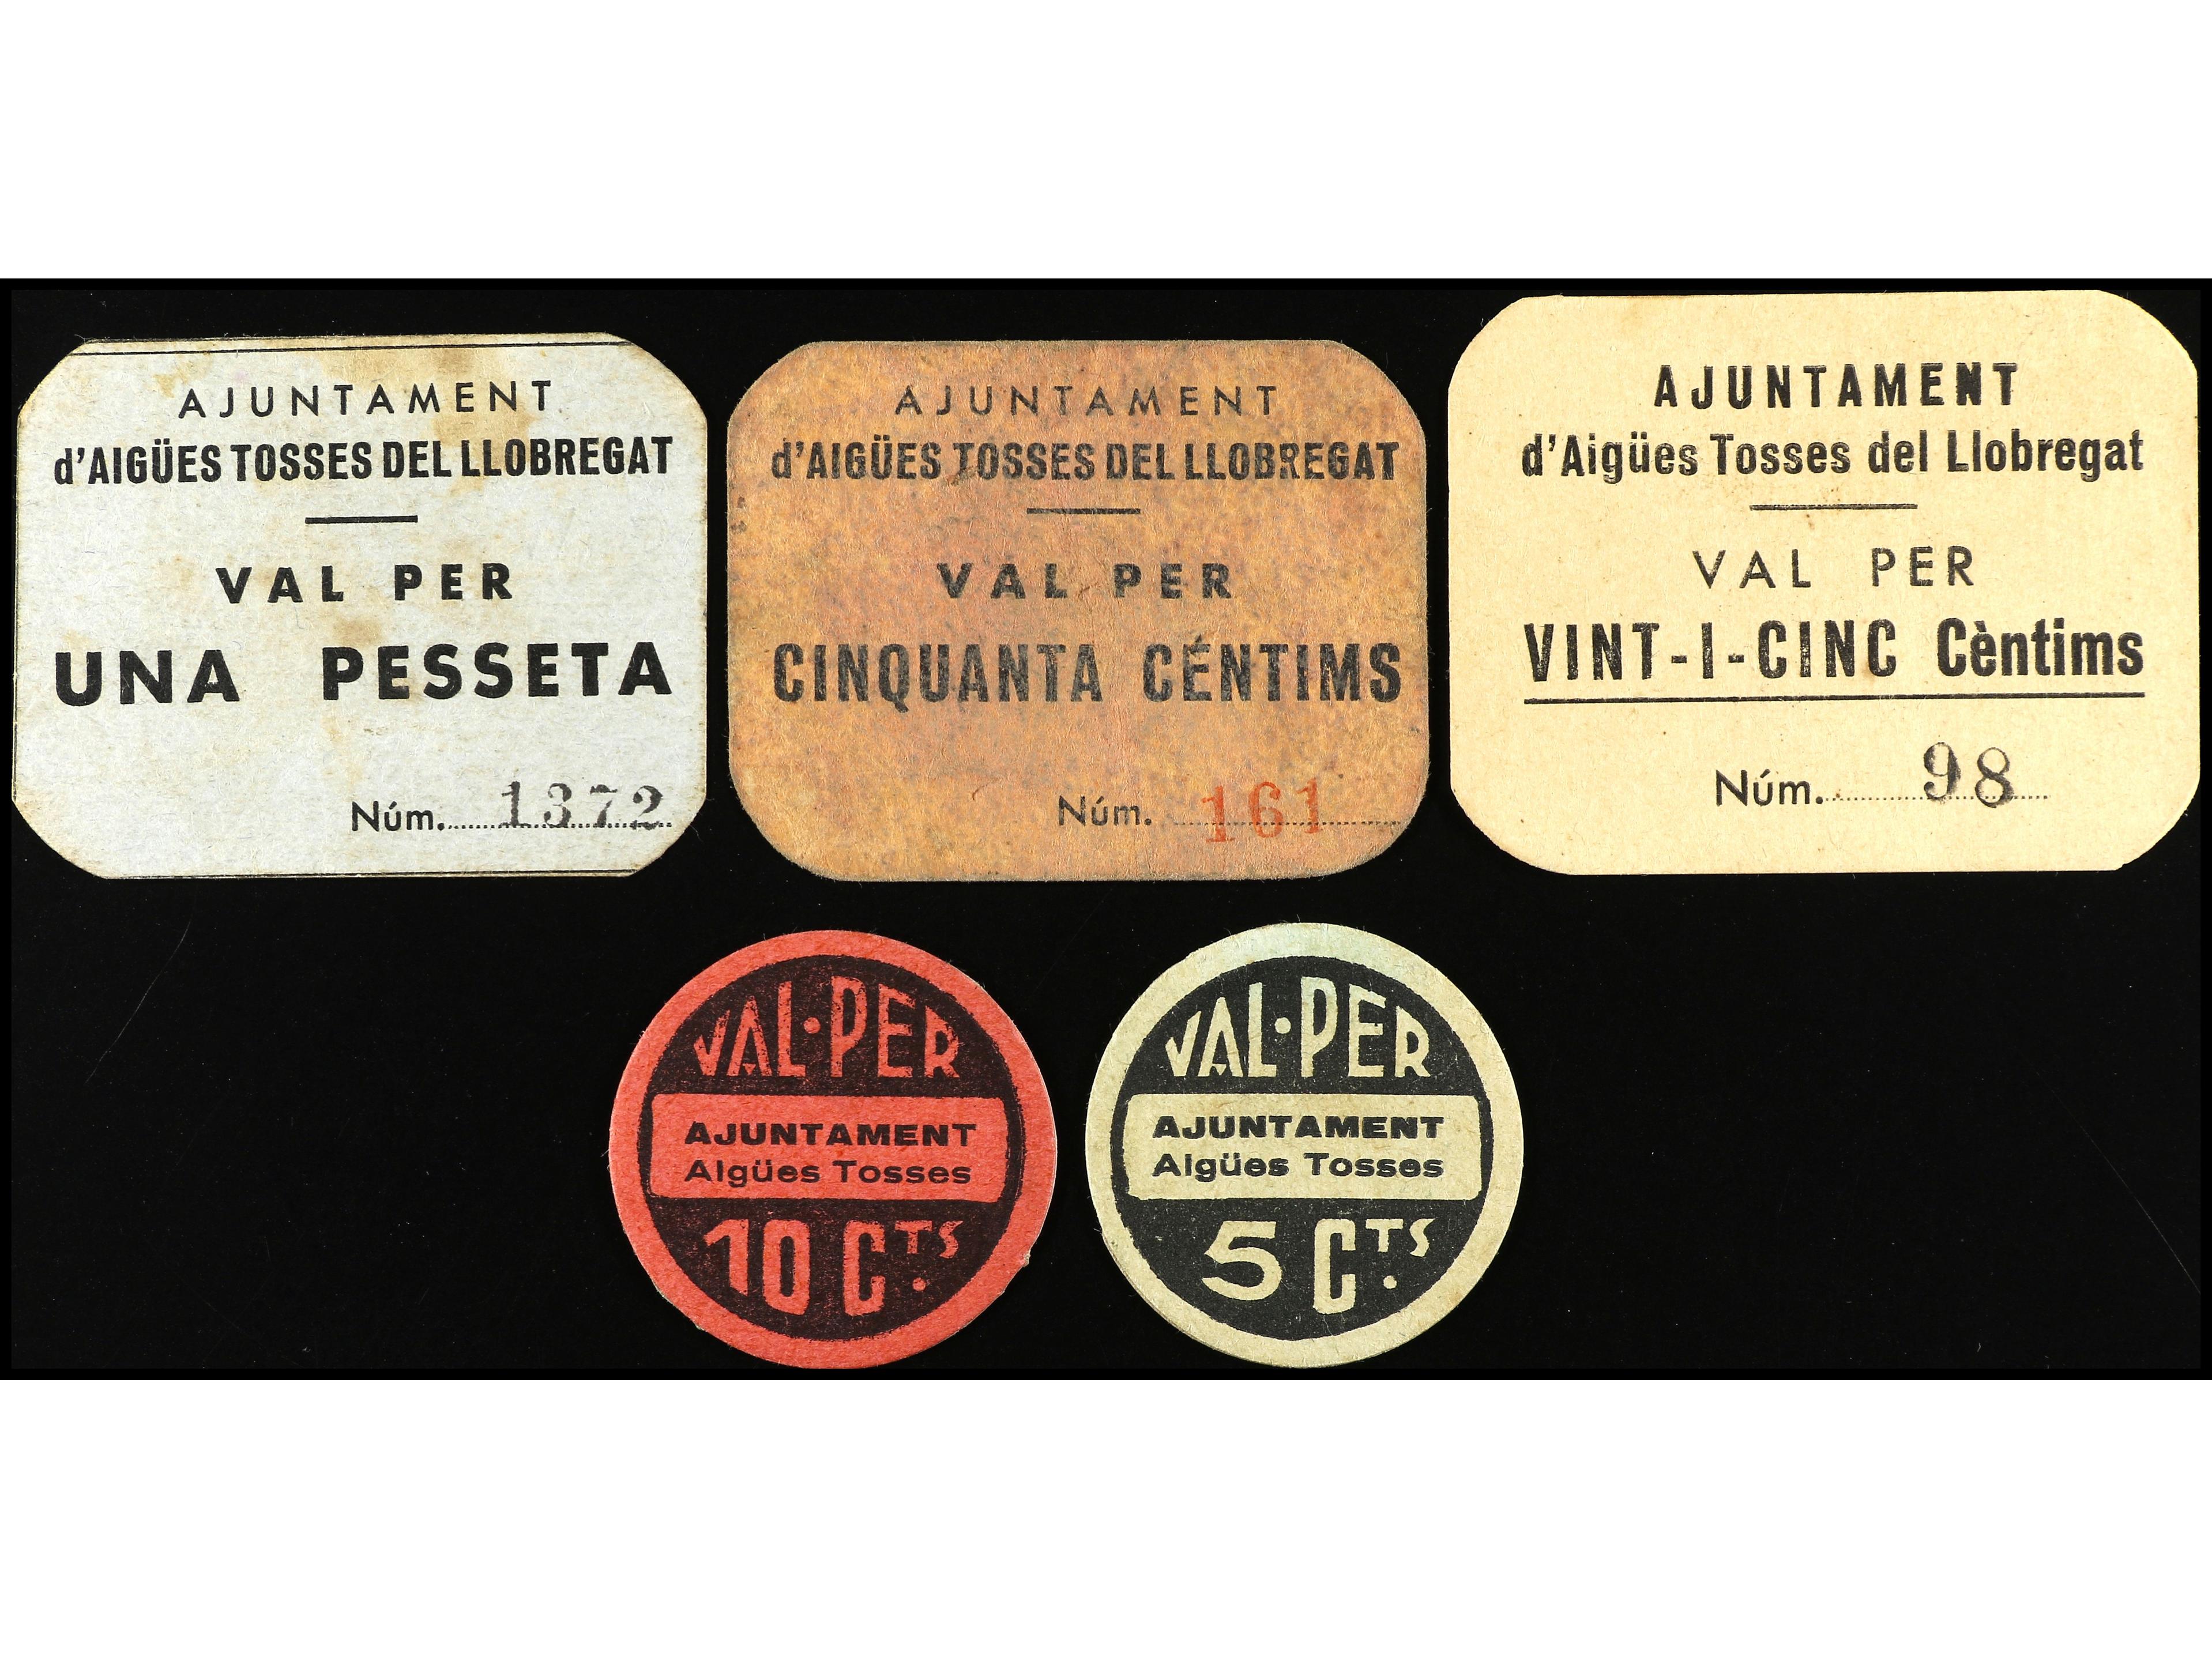 AJUNTAMENT
d'AIGÜES TOSSES DEL LLOBREGAT
VAL PER
UNA PESSETA
Núm. 1372
AJUNTAMENT
d'AIGÜES TOSSES DEL LLOBREGAT
VAL PER
CINQUANTA CÉNTIMS
Núm. 161
AJUNTAMENT
d'Aigües Tosses del Llobregat
VAL PER
VINT-I-CINC Cèntims
Núm. 98
VAL·PER
AJUNTAMENT
Aigües Tosses
10 CTS.
VAL·PER
AJUNTAMENT
Aigües Tosses
5 CTS.